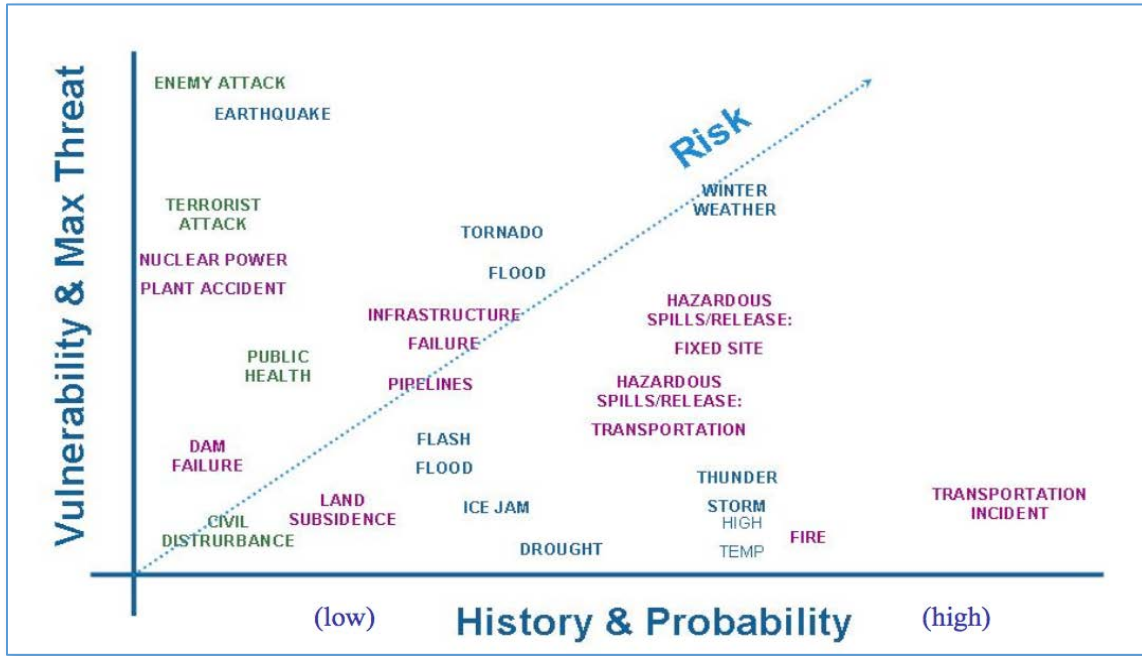 Vulnerability & Max Threat
ENEMY ATTACK
EARTHQUAKE
Risk
WINTER
WEATHER
TERRORIST
ATTACK
TORNADO
NUCLEAR POWER
PLANT ACCIDENT
FLOOD
INFRASTRUCTURE
FAILURE
HAZARDOUS
SPILLS/RELEASE:
FIXED SITE
PUBLIC
HEALTH
PIPELINES
HAZARDOUS
SPILLS/RELEASE:
TRANSPORTATION
DAM
FAILURE
FLASH
FLOOD
THUNDER
STORM
HIGH
TEMP
LAND
SUBSIDENCE
ICE JAM
TRANSPORTATION
INCIDENT
CIVIL
DISTRURBANCE
DROUGHT
FIRE
(low)
History & Probability
(high)